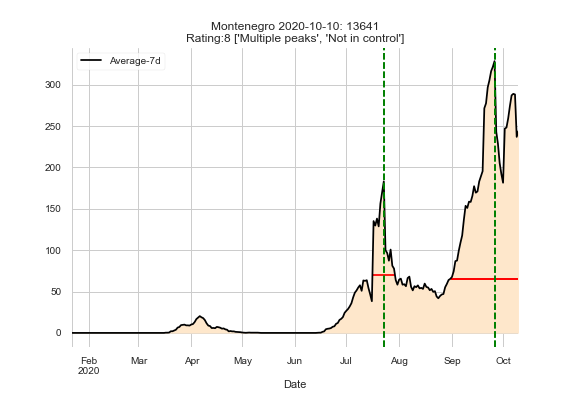 Montenegro 2020-10-10: 13641
Rating:8 ['Multiple peaks', 'Not in control']
Average-7d
300
250
200
150
100
50
0
Feb Mar Apr May Jun Jul Aug Sep Oct
2020
Date